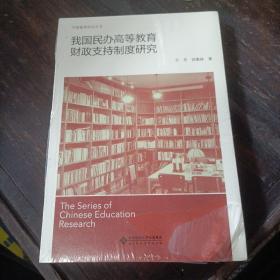 我国民办高等教育
财政支持制度研究
著
The Series of
Chinese Education
Research